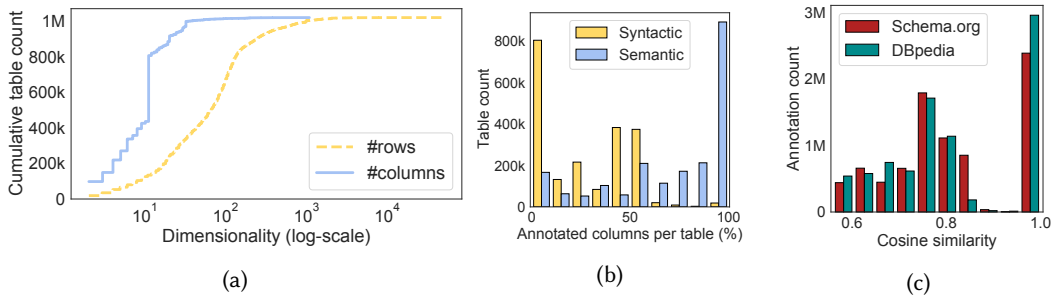 Cumulative table count
1M
800k
600k
400k
200k
0
#rows
#columns
10^1
10^2
10^3
10^4
Dimensionality (log-scale)
(a)
Table count
800k
600k
400k
200k
0k
Syntactic
Semantic
0
50
100
Annotated columns per table (%)
(b)
Annotation count
3M
2M
1M
0
Schema.org
DBpedia
0.6
0.8
1.0
Cosine similarity
(c)